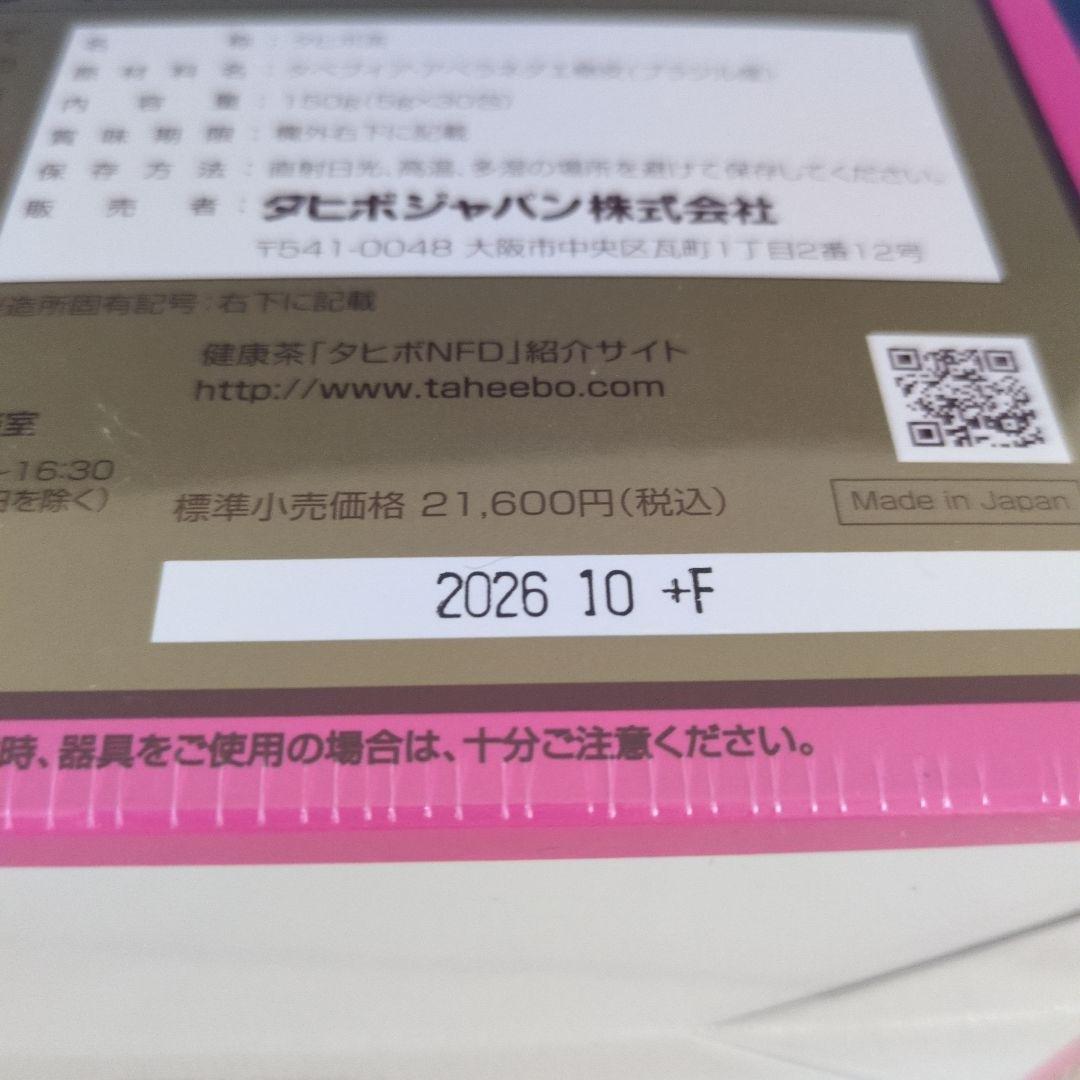 名称：タヒボ茶
原材料名：タベブイア・アベラネダエ樹皮(ブラジル産)
内容量：150g(5g×30包)
賞味期限：欄外右下に記載
保存方法：直射日光、高温、多湿の場所を避けて保存してください。
販売者：タヒボジャパン株式会社
〒541-0048 大阪市中央区瓦町1丁目2番12号
造所固有記号：右下に記載
健康茶「タヒボNFD」紹介サイト
http://www.taheebo.com
室
~16:30
日を除く)
標準小売価格 21,600円(税込)
Made in Japan
2026 10 +F
時、器具をご使用の場合は、十分ご注意ください。